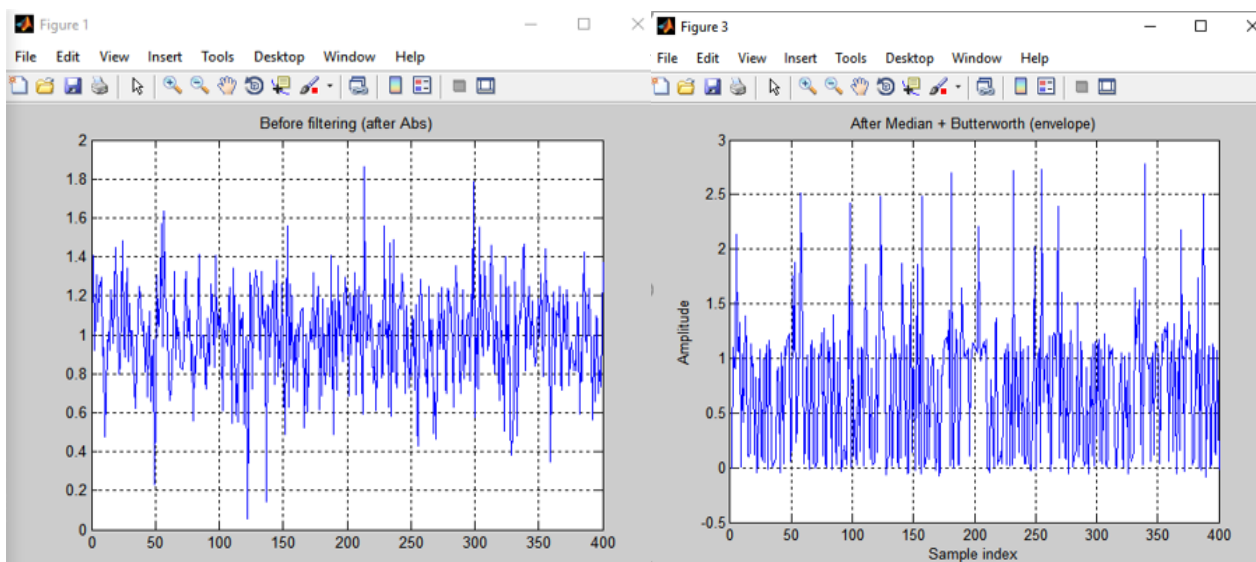 Figure 1
File Edit View Insert Tools Desktop Window Help
Before filtering (after Abs)
2
1.8
1.6
1.4
1.2
1
0.8
0.6
0.4
0.2
0
0 50 100 150 200 250 300 350 400
Figure 3
File Edit View Insert Tools Desktop Window Help
After Median + Butterworth (envelope)
Amplitude
3
2.5
2
1.5
1
0.5
0
-0.5
0 50 100 150 200 250 300 350 400
Sample index